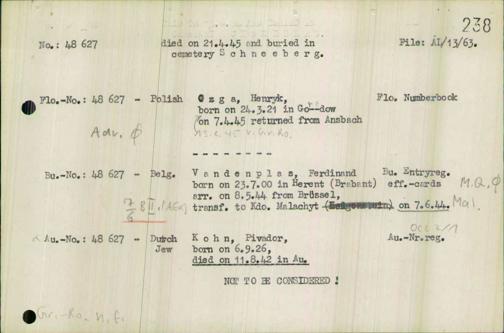 238
No.: 48 627 died on 21.4.45 and buried in File: AI/13/63.
cemetery S c h n e e b e r g.
Flo.-No.: 48 627 - Polish O z g a, Henryk, Flo. Numberbook
born on 24.3.21 in
on 7.4.45 returned from Ansbach
Adv. Ø
- - - - - - - -
Bu.-No.: 48 627 - Belg. V a n d e n p l a s, Ferdinand Bu. Entryreg.
born on 23.7.00 in Herent (Brabant) eff.-cards
M.Q. Ø
arr. on 8.5.44 from Brüssel, Mal.
transf. to Kdo. Malachyt on 7.6.44.
Au.-No.: 48 627 - Dutch K o h n, Pivador, Au.-Nr.reg.
Jew born on 6.9.26,
died on 11.8.42 in Au.
NOT TO BE CONSIDERED !
Gr.-Ro. n.f.